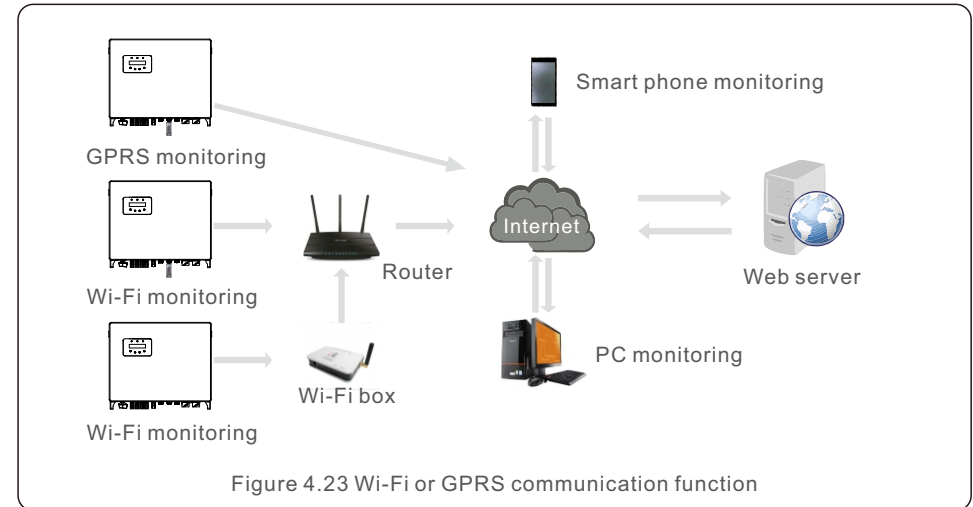 Smart phone monitoring
GPRS monitoring
Internet
Router
Web server
Wi-Fi monitoring
PC monitoring
Wi-Fi box
Wi-Fi monitoring
Figure 4.23 Wi-Fi or GPRS communication function